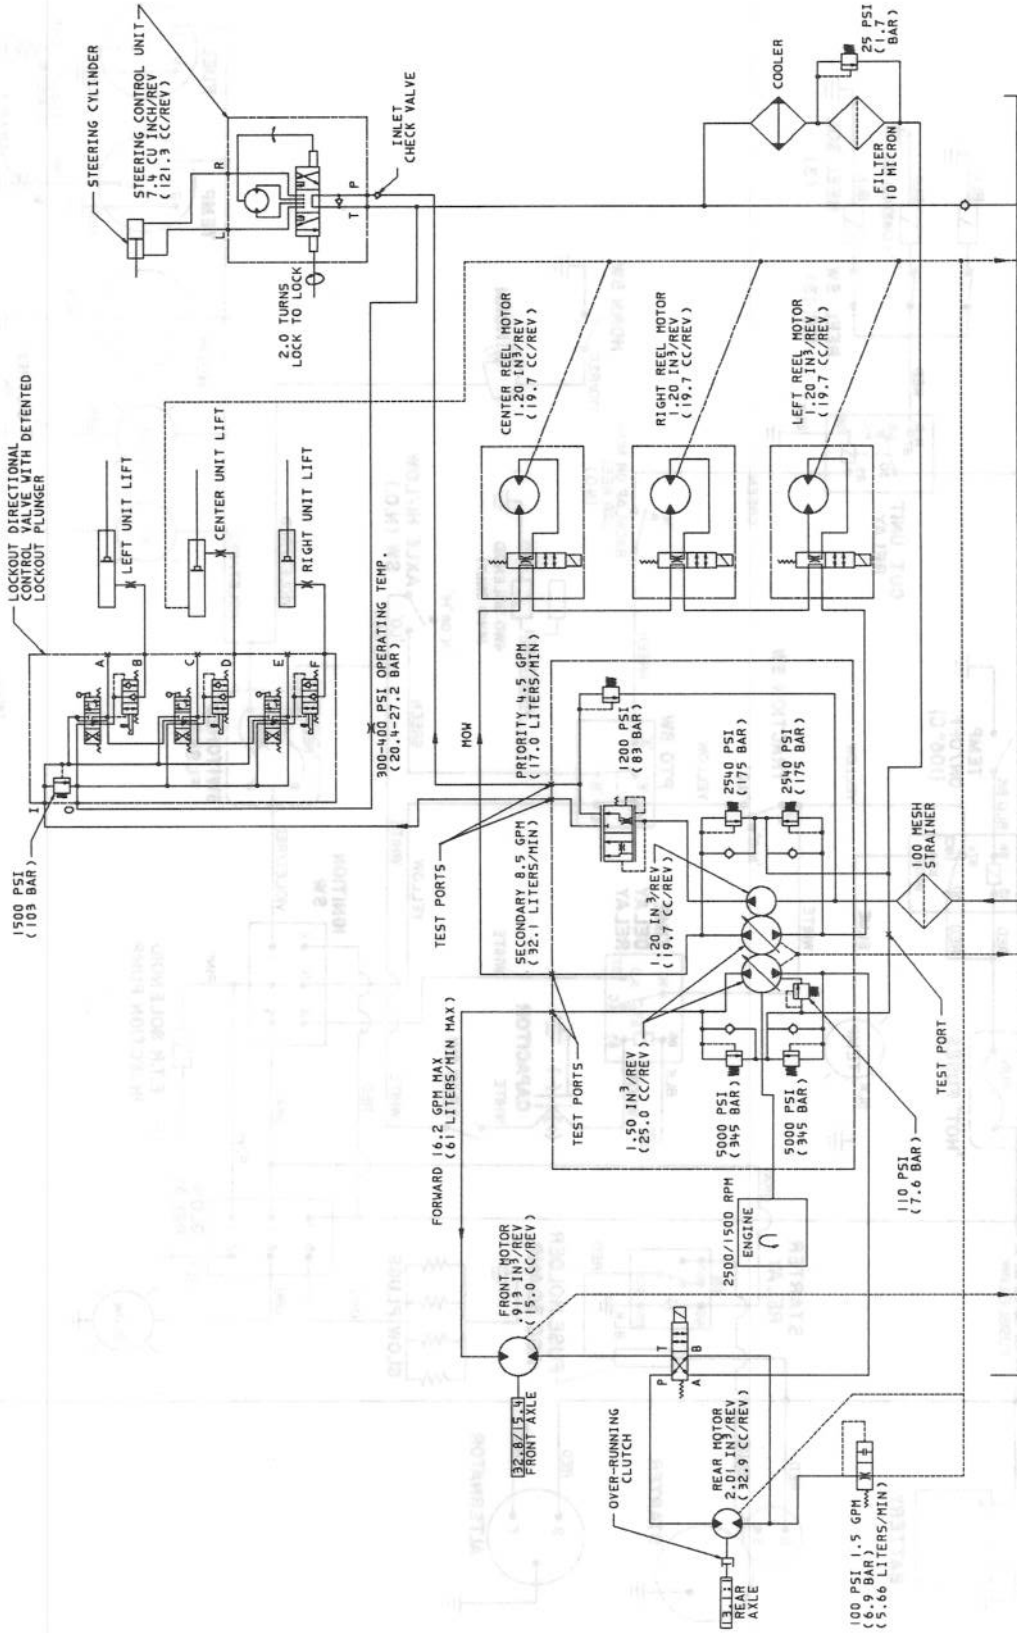 LOCKOUT DIRECTIONAL
CONTROL VALVE WITH DETENTED
LOCKOUT PLUNGER
1500 PSI
(103 BAR)
I
O
A
B
C
D
E
F
LEFT UNIT LIFT
CENTER UNIT LIFT
RIGHT UNIT LIFT
STEERING CYLINDER
STEERING CONTROL UNIT
7.4 CU INCH/REV
(121.3 CC/REV)
L
R
T
P
2.0 TURNS
LOCK TO LOCK
INLET
CHECK VALVE
300-400 PSI OPERATING TEMP.
(20.4-27.2 BAR)
COOLER
25 PSI
(1.7
BAR)
FILTER
10 MICRON
CENTER REEL MOTOR
1.20 IN³/REV
(19.7 CC/REV)
RIGHT REEL MOTOR
1.20 IN³/REV
(19.7 CC/REV)
LEFT REEL MOTOR
1.20 IN³/REV
(19.7 CC/REV)
MOW
TEST PORTS
PRIORITY 4.5 GPM
(17.0 LITERS/MIN)
SECONDARY 8.5 GPM
(32.1 LITERS/MIN)
1200 PSI
(83 BAR)
1.20 IN³/REV
(19.7 CC/REV)
2540 PSI
(175 BAR)
2540 PSI
(175 BAR)
100 MESH
STRAINER
FORWARD 16.2 GPM MAX
(61 LITERS/MIN MAX)
TEST PORTS
1.50 IN³/REV
(25.0 CC/REV)
5000 PSI
(345 BAR)
5000 PSI
(345 BAR)
110 PSI
(7.6 BAR)
TEST PORT
2500/1500 RPM
ENGINE
FRONT MOTOR
.913 IN³/REV
(15.0 CC/REV)
32.8/15.4
FRONT AXLE
P
T
A
B
OVER-RUNNING
CLUTCH
REAR MOTOR
2.01 IN³/REV
(32.9 CC/REV)
13.1:1
REAR
AXLE
100 PSI 1.5 GPM
(6.9 BAR)
(5.66 LITERS/MIN)